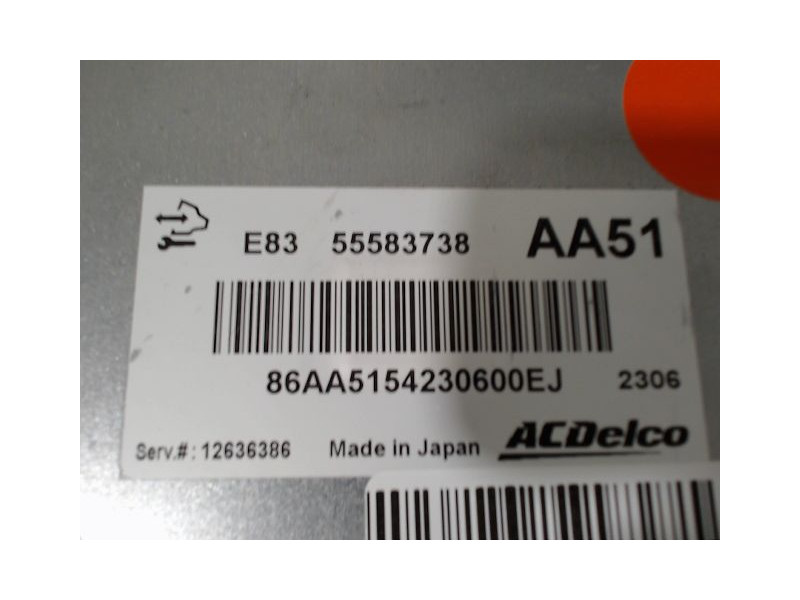 E83 55583738 AA51
86AA5154230600EJ 2306
Serv.#: 12636386 Made in Japan ACDelco